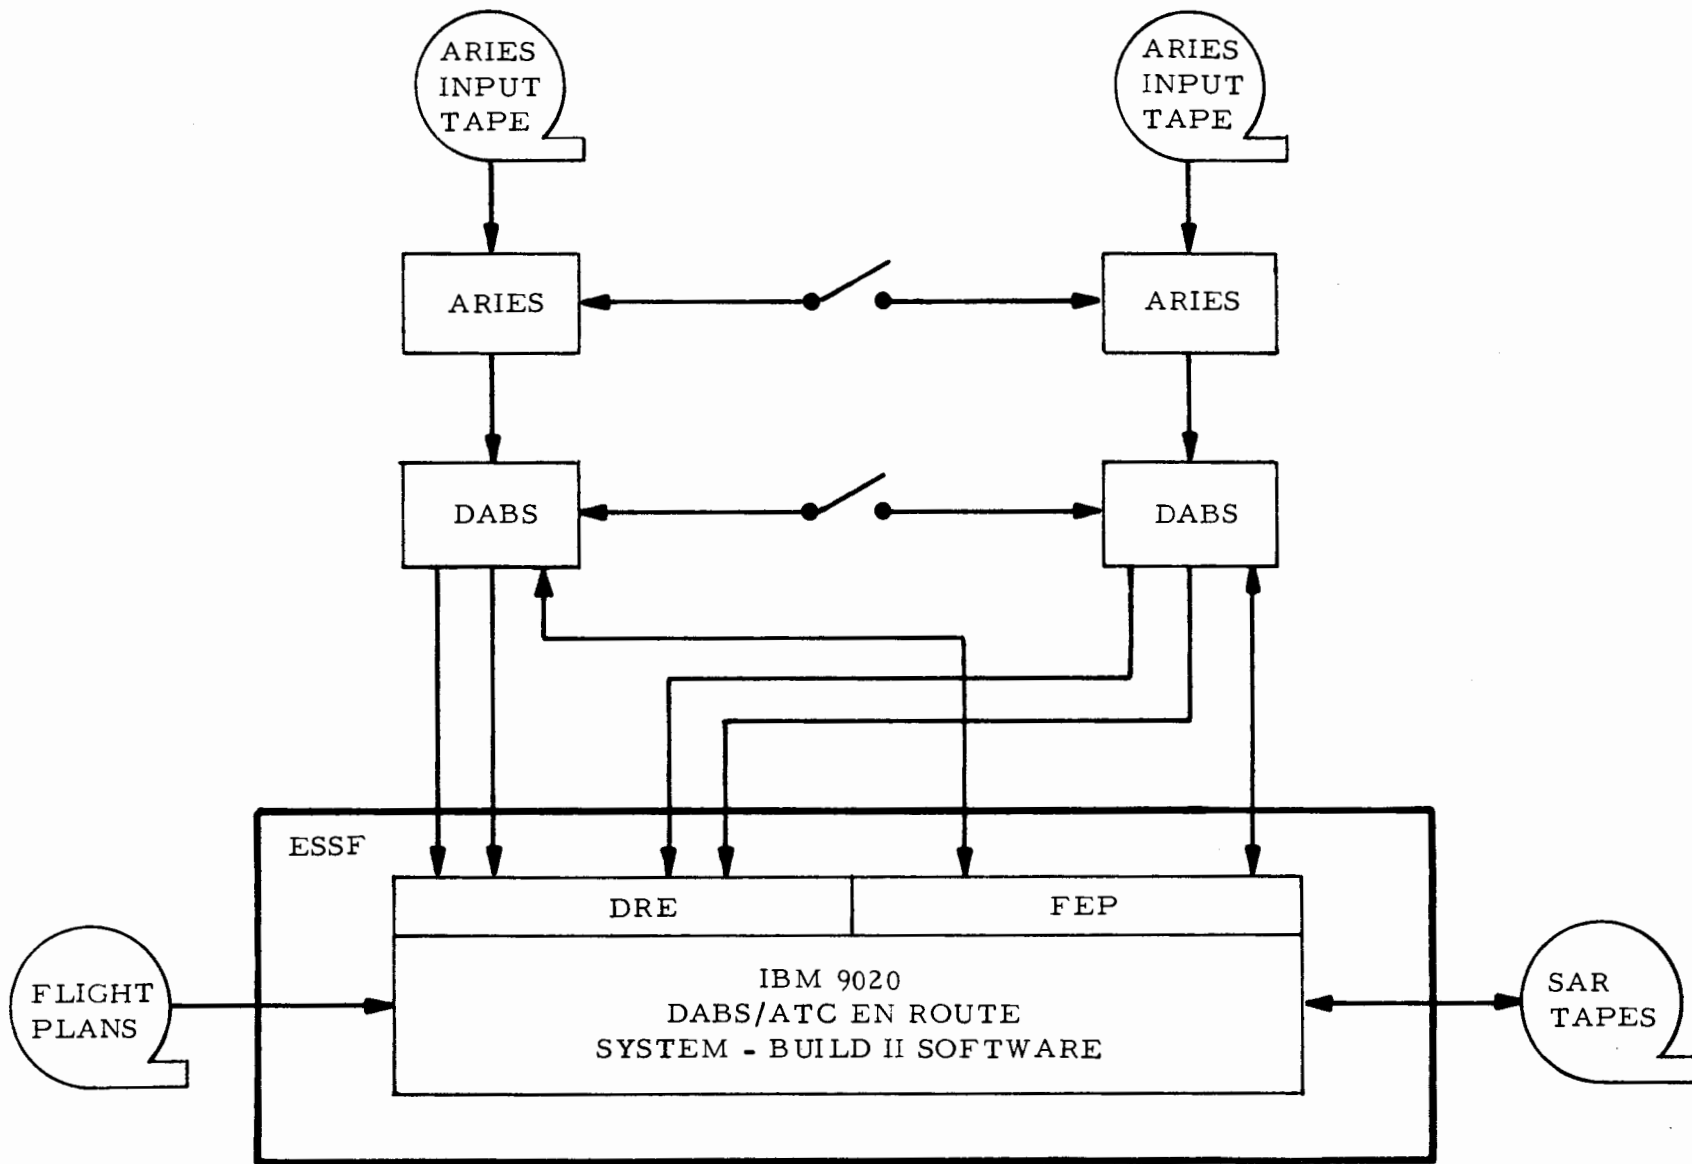 ARIES
INPUT
TAPE
ARIES
INPUT
TAPE
ARIES
ARIES
DABS
DABS
ESSF
DRE
FEP
FLIGHT
PLANS
IBM 9020
DABS/ATC EN ROUTE
SYSTEM - BUILD II SOFTWARE
SAR
TAPES